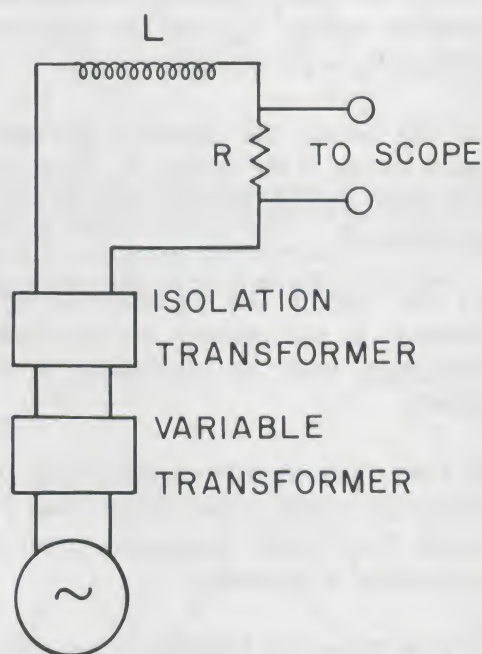 L
R TO SCOPE
ISOLATION
TRANSFORMER
VARIABLE
TRANSFORMER
~